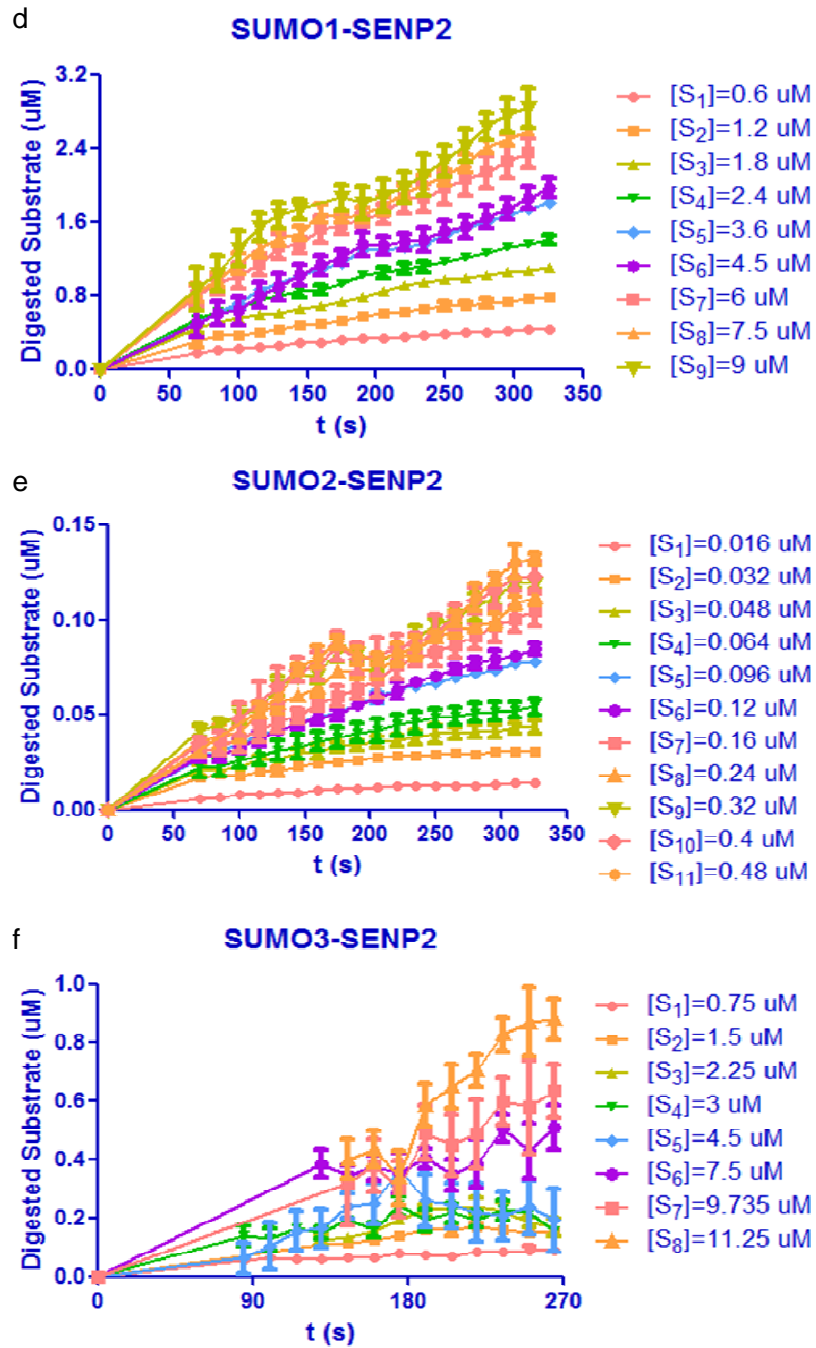 d
SUMO1-SENP2
3.2
2.4
1.6
0.8
0.0
Digested Substrate (uM)
0 50 100 150 200 250 300 350
t (s)
[S1]=0.6 uM
[S2]=1.2 uM
[S3]=1.8 uM
[S4]=2.4 uM
[S5]=3.6 uM
[S6]=4.5 uM
[S7]=6 uM
[S8]=7.5 uM
[S9]=9 uM
e
SUMO2-SENP2
0.15
0.10
0.05
0.00
Digested Substrate (uM)
0 50 100 150 200 250 300 350
t (s)
[S1]=0.016 uM
[S2]=0.032 uM
[S3]=0.048 uM
[S4]=0.064 uM
[S5]=0.096 uM
[S6]=0.12 uM
[S7]=0.16 uM
[S8]=0.24 uM
[S9]=0.32 uM
[S10]=0.4 uM
[S11]=0.48 uM
f
SUMO3-SENP2
1.0
0.8
0.6
0.4
0.2
0.0
Digested Substrate (uM)
0 90 180 270
t (s)
[S1]=0.75 uM
[S2]=1.5 uM
[S3]=2.25 uM
[S4]=3 uM
[S5]=4.5 uM
[S6]=7.5 uM
[S7]=9.735 uM
[S8]=11.25 uM